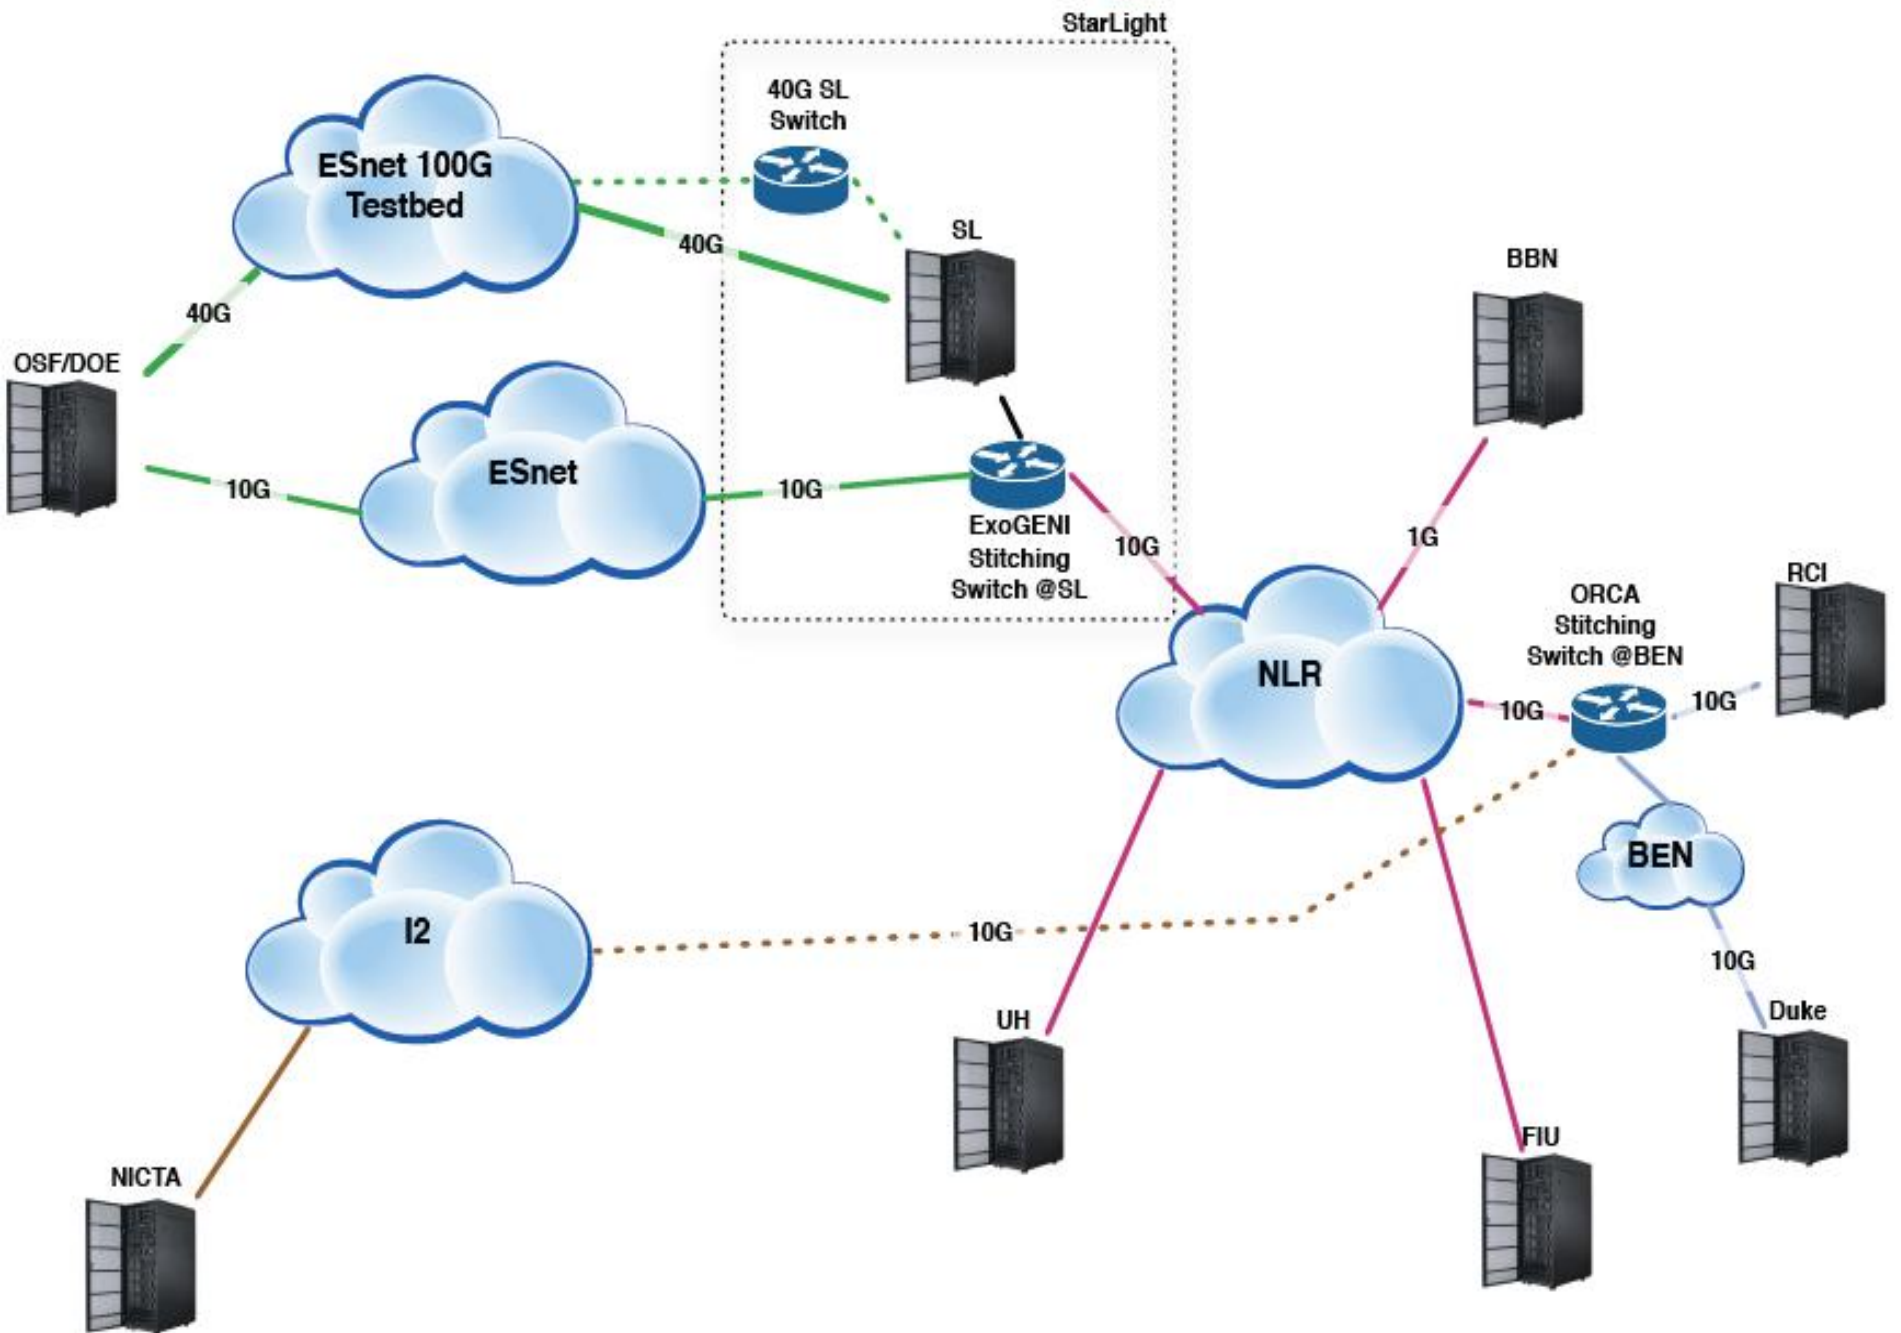 StarLight
40G SL
Switch
ESnet 100G
Testbed
SL
40G
BBN
40G
OSF/DOE
ESnet
10G
10G
ExoGENI
Stitching
Switch @SL
10G
1G
RCI
ORCA
Stitching
Switch @BEN
NLR
10G
10G
BEN
I2
10G
10G
UH
Duke
FIU
NICTA